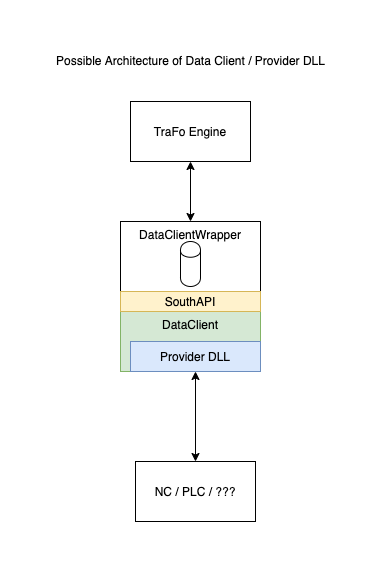 Possible Architecture of Data Client / Provider DLL
TraFo Engine
DataClientWrapper
SouthAPI
DataClient
Provider DLL
NC / PLC / ???